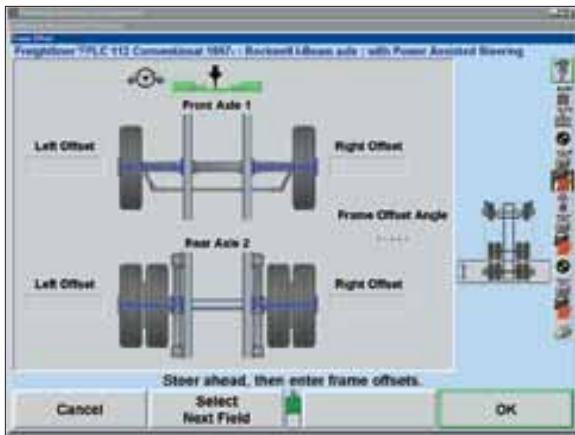 Freightliner FLC 112 Conventional 1997- : Rockwell I-Beam axle : with Power Assisted Steering
Front Axle 1
Left Offset
Right Offset
Frame Offset Angle
-----
Rear Axle 2
Left Offset
Right Offset
Steer ahead, then enter frame offsets.
Cancel
Select
Next Field
OK